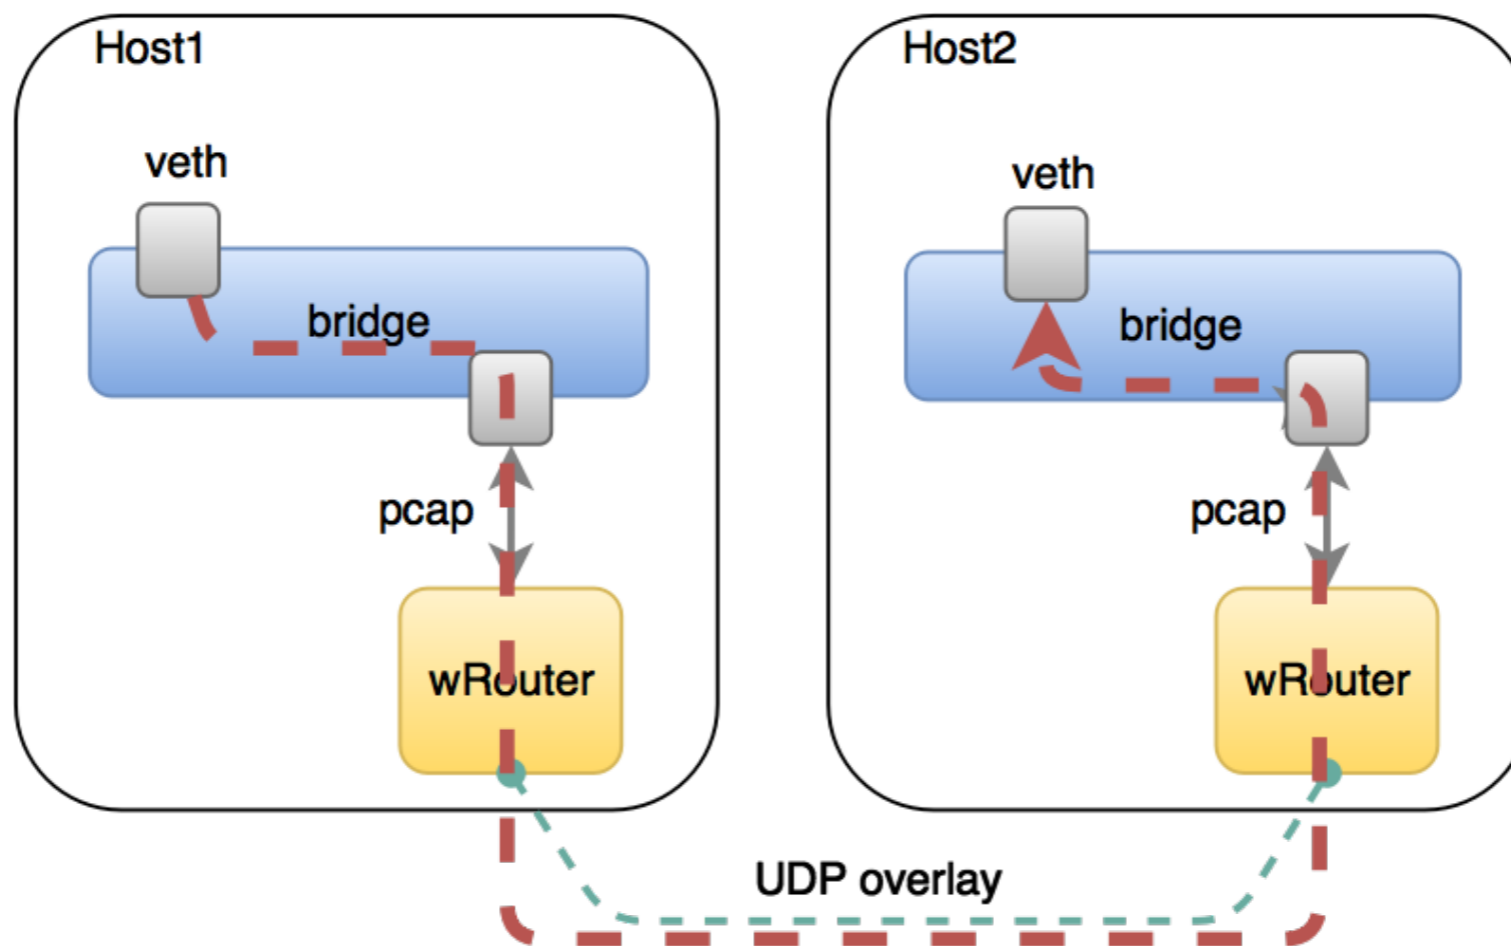 Host1
veth
bridge
pcap
wRouter
Host2
veth
bridge
pcap
wRouter
UDP overlay